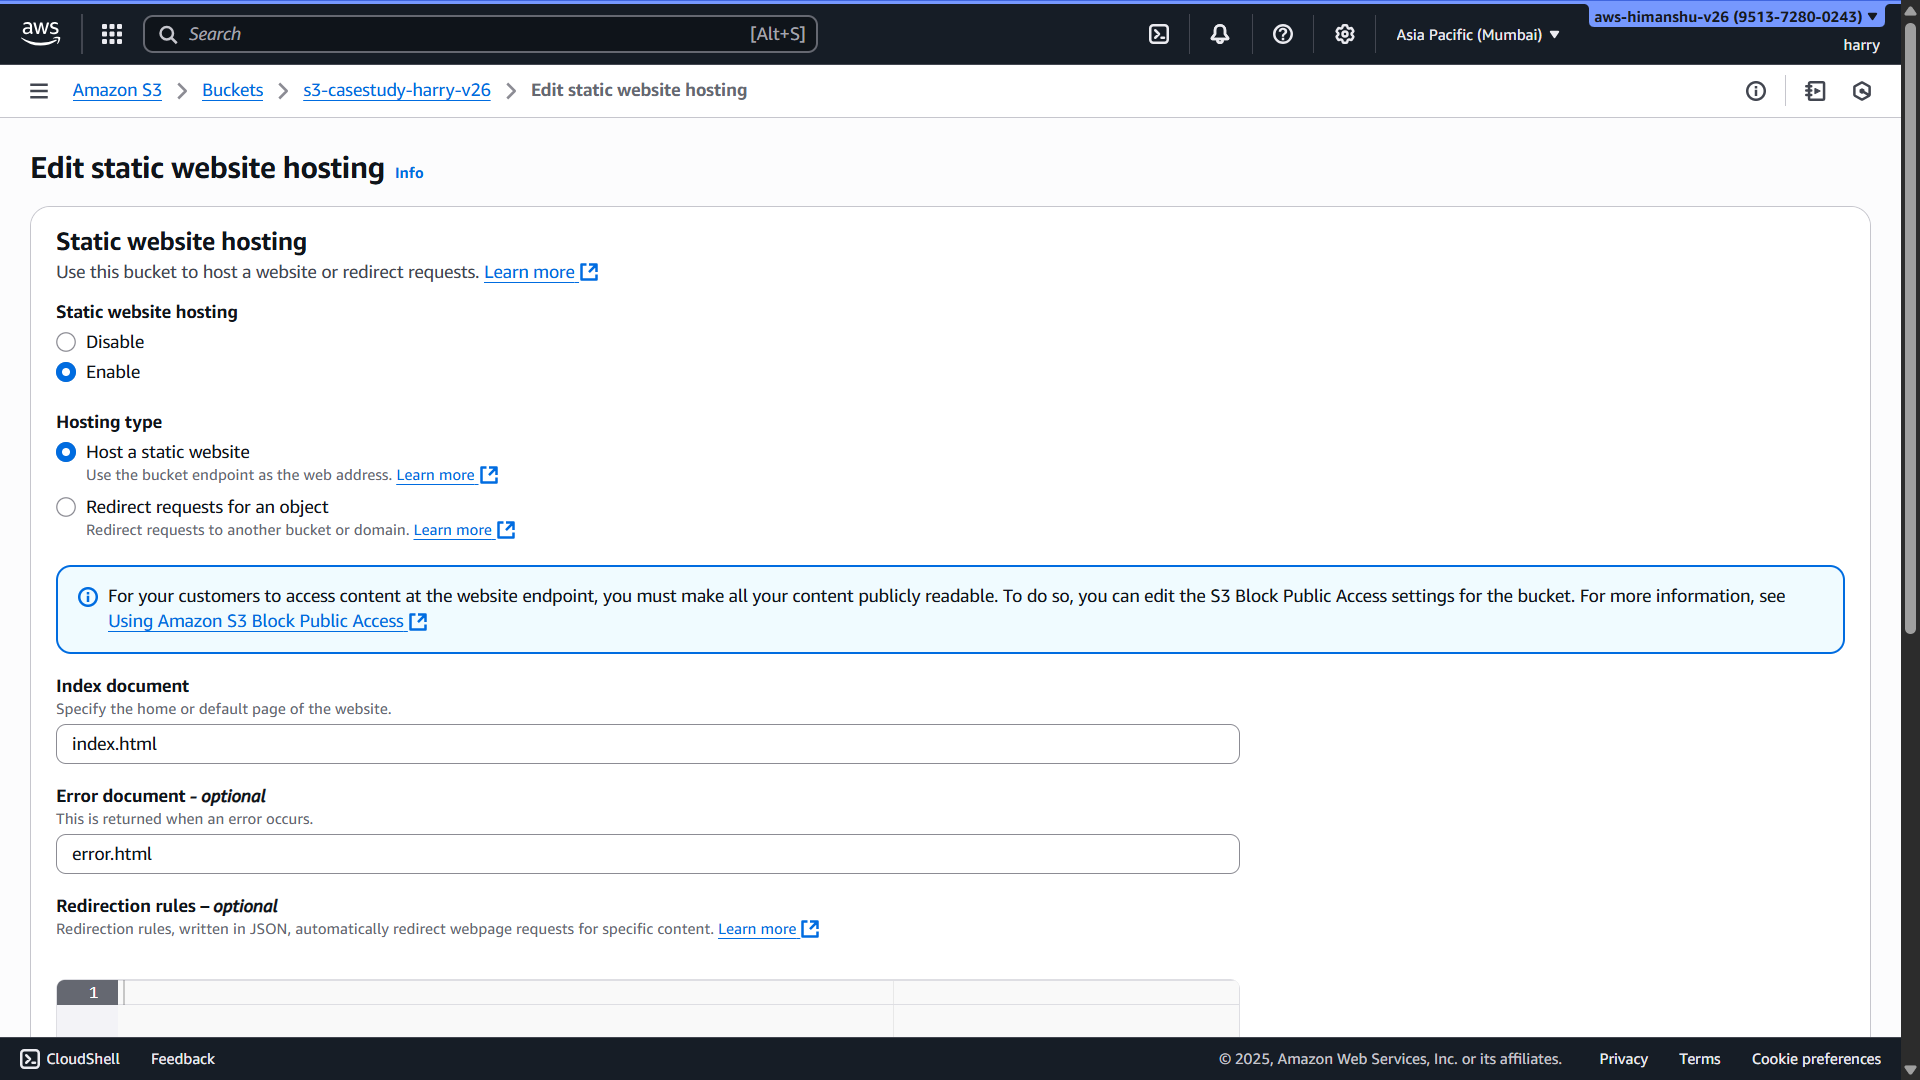 aws
Search [Alt+S]
Asia Pacific (Mumbai) ▼
aws-himanshu-v26 (9513-7280-0243) ▼
harry
Amazon S3 > Buckets > s3-casestudy-harry-v26 > Edit static website hosting
Edit static website hosting Info
Static website hosting
Use this bucket to host a website or redirect requests. Learn more
Static website hosting
Disable
Enable
Hosting type
Host a static website
Use the bucket endpoint as the web address. Learn more
Redirect requests for an object
Redirect requests to another bucket or domain. Learn more
For your customers to access content at the website endpoint, you must make all your content publicly readable. To do so, you can edit the S3 Block Public Access settings for the bucket. For more information, see
Using Amazon S3 Block Public Access
Index document
Specify the home or default page of the website.
index.html
Error document - optional
This is returned when an error occurs.
error.html
Redirection rules – optional
Redirection rules, written in JSON, automatically redirect webpage requests for specific content. Learn more
1
CloudShell Feedback © 2025, Amazon Web Services, Inc. or its affiliates. Privacy Terms Cookie preferences